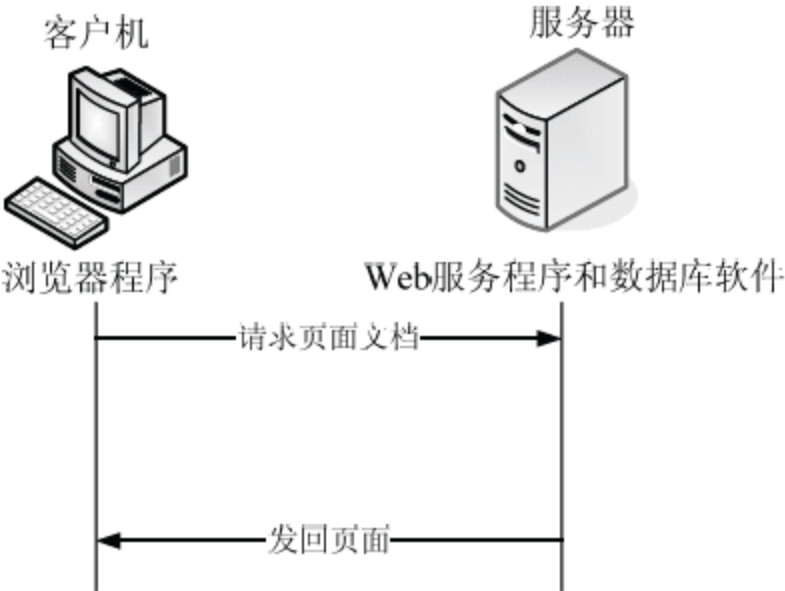 客户机
服务器
浏览器程序
Web服务程序和数据库软件
请求页面文档
发回页面